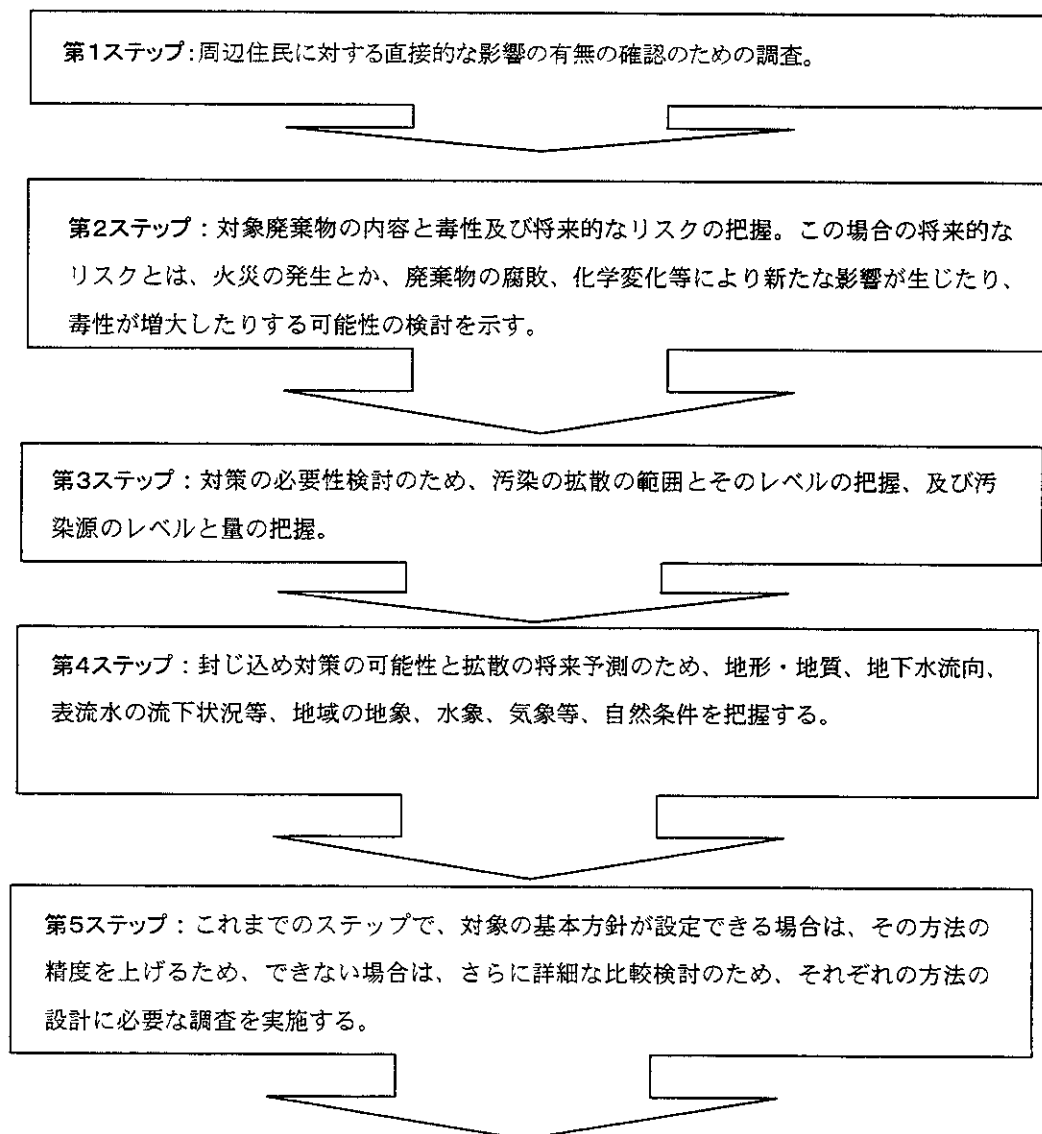 第1ステップ:周辺住民に対する直接的な影響の有無の確認のための調査。
第2ステップ：対象廃棄物の内容と毒性及び将来的なリスクの把握。この場合の将来的な
リスクとは、火災の発生とか、廃棄物の腐敗、化学変化等により新たな影響が生じたり、
毒性が増大したりする可能性の検討を示す。
第3ステップ：対策の必要性検討のため、汚染の拡散の範囲とそのレベルの把握、及び汚
染源のレベルと量の把握。
第4ステップ：封じ込め対策の可能性と拡散の将来予測のため、地形・地質、地下水流向、
表流水の流下状況等、地域の地象、水象、気象等、自然条件を把握する。
第5ステップ：これまでのステップで、対象の基本方針が設定できる場合は、その方法の
精度を上げるため、できない場合は、さらに詳細な比較検討のため、それぞれの方法の
設計に必要な調査を実施する。